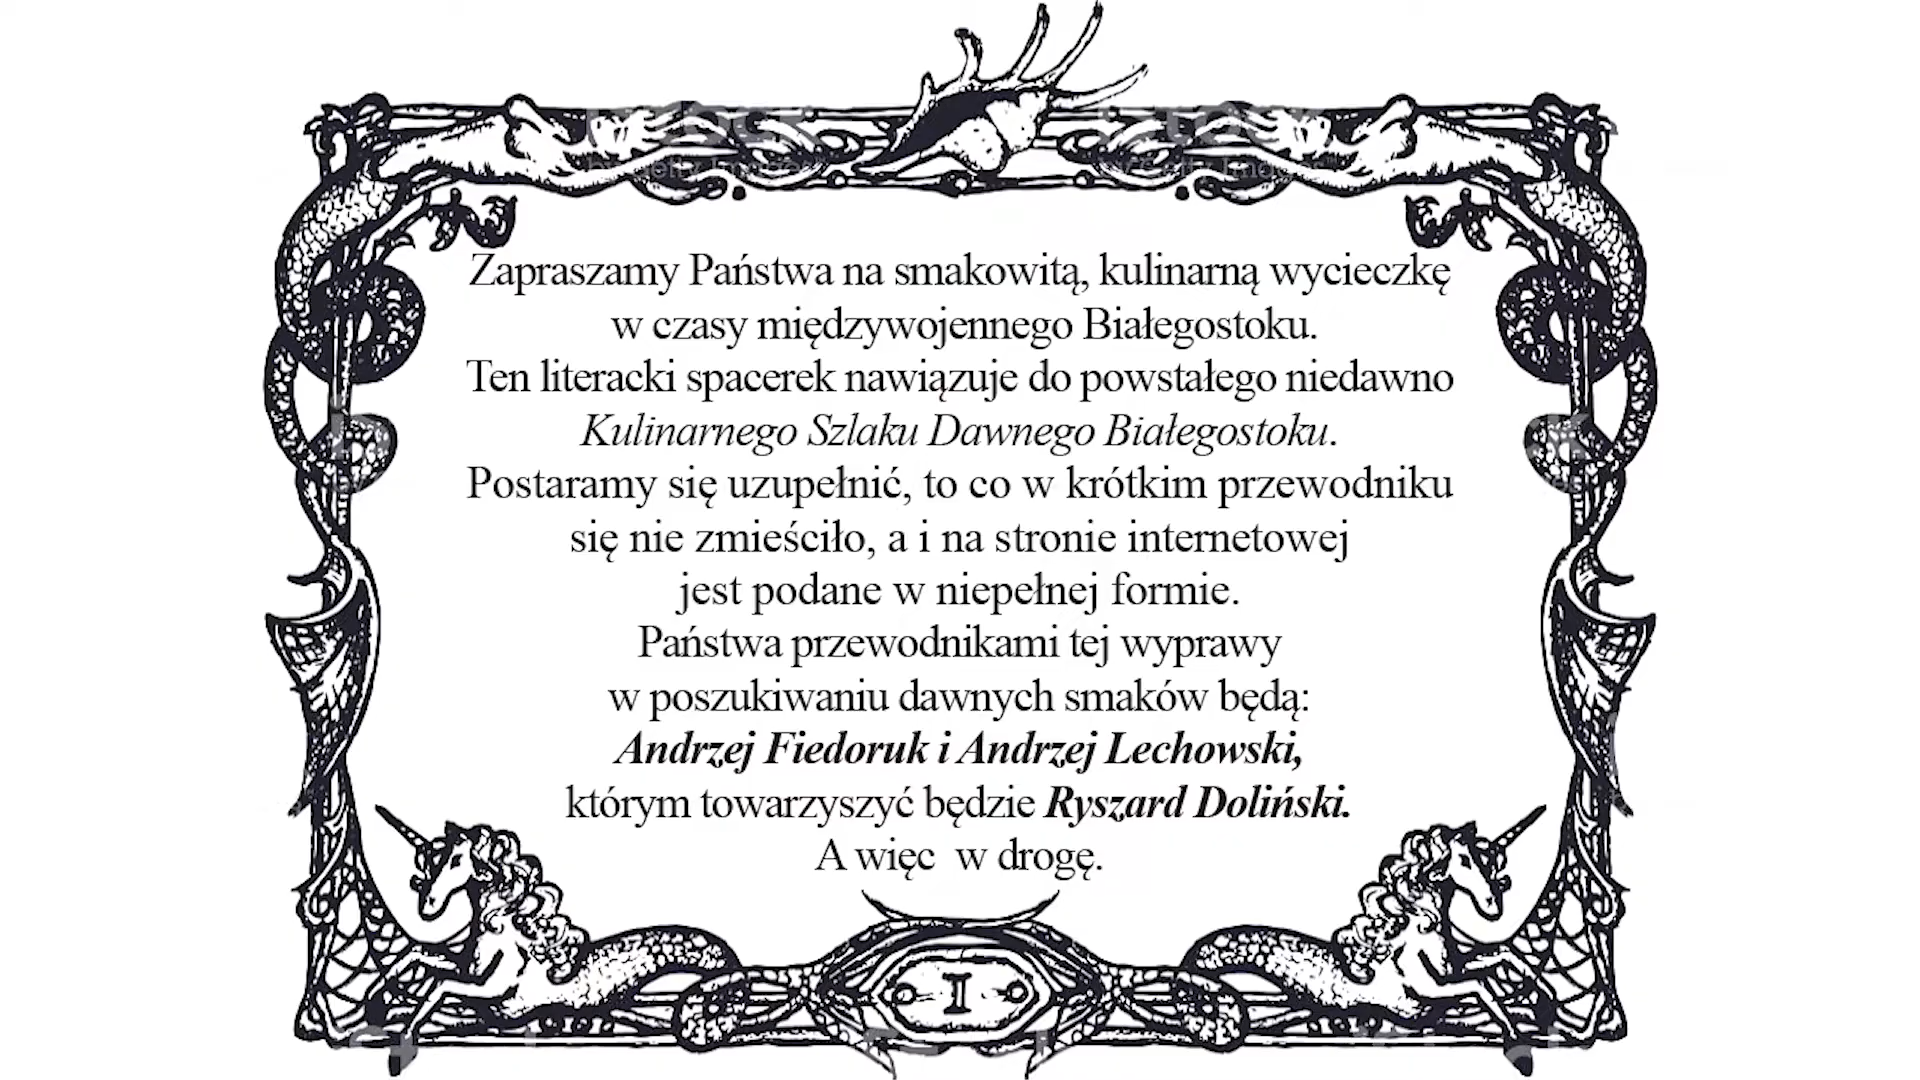 Zapraszamy Państwa na smakowitą, kulinarną wycieczkę
w czasy międzywojennego Białegostoku.
Ten literacki spacerek nawiązuje do powstałego niedawno
Kulinarnego Szlaku Dawnego Białegostoku.
Postaramy się uzupełnić, to co w krótkim przewodniku
się nie zmieściło, a i na stronie internetowej
jest podane w niepełnej formie.
Państwa przewodnikami tej wyprawy
w poszukiwaniu dawnych smaków będą:
Andrzej Fiedoruk i Andrzej Lechowski,
którym towarzyszyć będzie Ryszard Doliński.
A więc  w drogę.
I